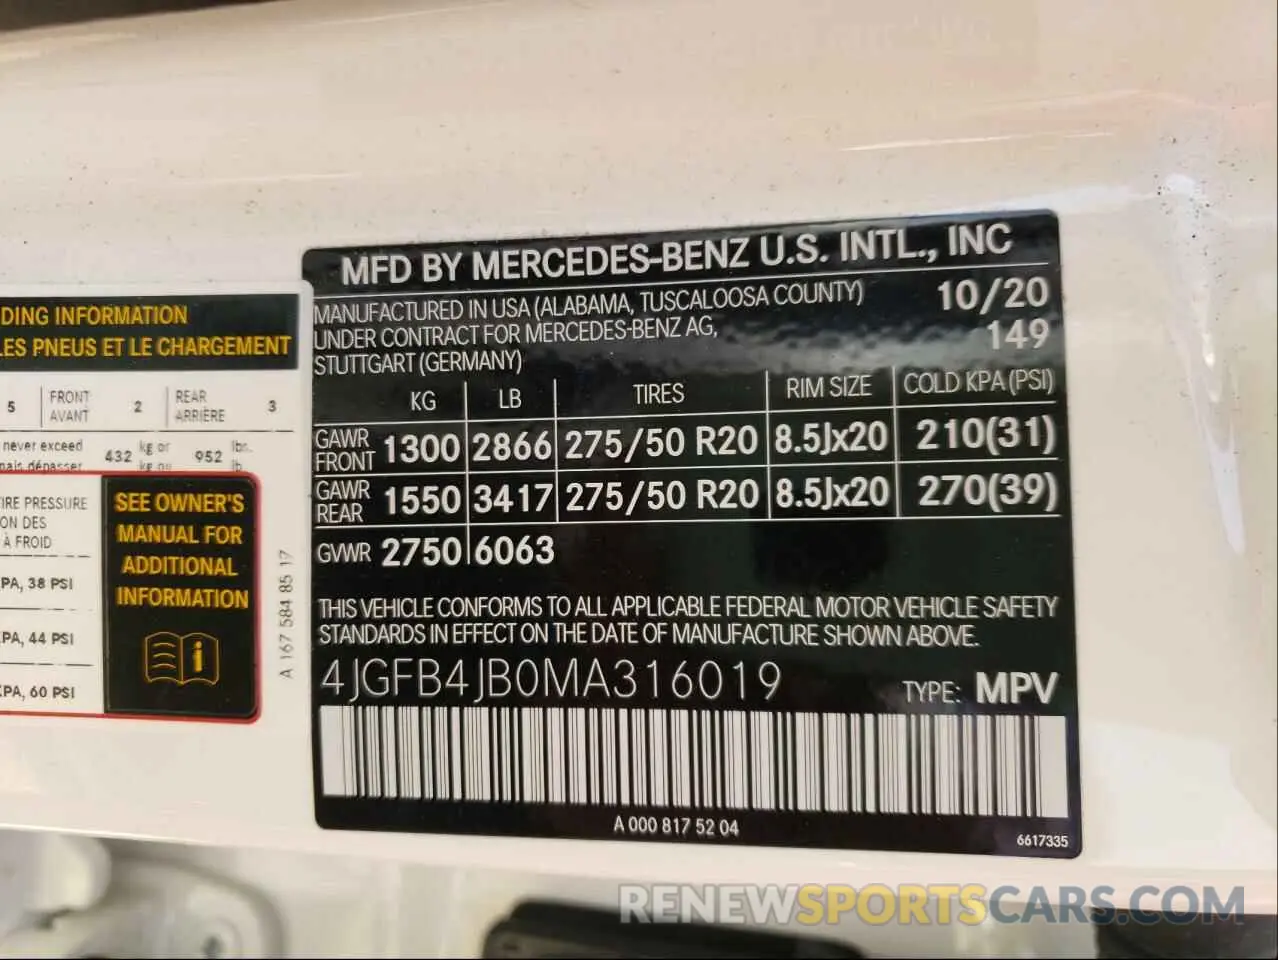 DING INFORMATION
LES PNEUS ET LE CHARGEMENT
5 FRONT AVANT 2 REAR ARRIÈRE 3
never exceed 432 kg or 952 lbs.
mais dépasser kg ou lb
IRE PRESSURE
ON DES
À FROID
PA, 38 PSI
PA, 44 PSI
PA, 60 PSI
SEE OWNER'S
MANUAL FOR
ADDITIONAL
INFORMATION
i
A 167 584 85 17
MFD BY MERCEDES-BENZ U.S. INTL., INC
MANUFACTURED IN USA (ALABAMA, TUSCALOOSA COUNTY) 10/20
UNDER CONTRACT FOR MERCEDES-BENZ AG, 149
STUTTGART (GERMANY)
KG LB TIRES RIM SIZE COLD KPA (PSI)
GAWR FRONT 1300 2866 275/50 R20 8.5Jx20 210(31)
GAWR REAR 1550 3417 275/50 R20 8.5Jx20 270(39)
GVWR 2750 6063
THIS VEHICLE CONFORMS TO ALL APPLICABLE FEDERAL MOTOR VEHICLE SAFETY
STANDARDS IN EFFECT ON THE DATE OF MANUFACTURE SHOWN ABOVE.
4JGFB4JB0MA316019 TYPE: MPV
A 000 817 52 04
6617335
RENEWSPORTSCARS.COM